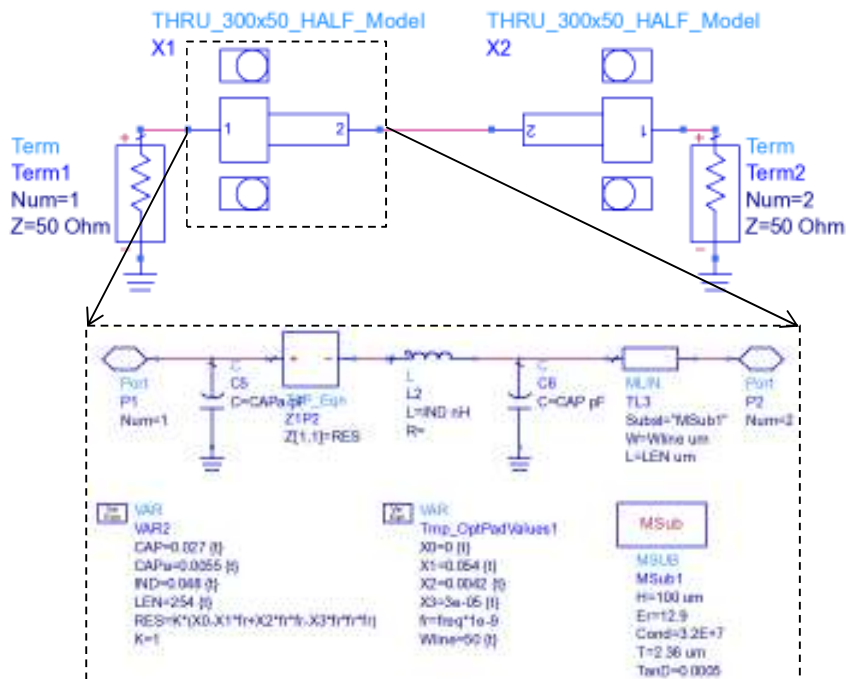 THRU_300x50_HALF_Model
X1
THRU_300x50_HALF_Model
X2
1
2
2
1
+
+
Term
Term1
Num=1
Z=50 Ohm
Term
Term2
Num=2
Z=50 Ohm
Port
P1
Num=1
C
C5
C=CAPa pF
+
-
Z1P_Eqn
Z1P2
Z[1,1]=RES
L
L2
L=IND nH
R=
C
C6
C=CAP pF
MLIN
TL3
Subst="MSub1"
W=Wline um
L=LEN um
Port
P2
Num=2
Var
Eqn
VAR
VAR2
CAP=0.027 {t}
CAPa=0.0055 {t}
IND=0.048 {t}
LEN=254 {t}
RES=K*(X0-X1*fr+X2*fr*fr-X3*fr*fr*fr)
K=1
Var
Eqn
VAR
Tmp_OptPadValues1
X0=0 {t}
X1=0.054 {t}
X2=0.0042 {t}
X3=3e-05 {t}
fr=freq*1e-9
Wline=50 {t}
MSub
MSUB
MSub1
H=100 um
Er=12.9
Cond=3.2E+7
T=2.36 um
TanD=0.0005